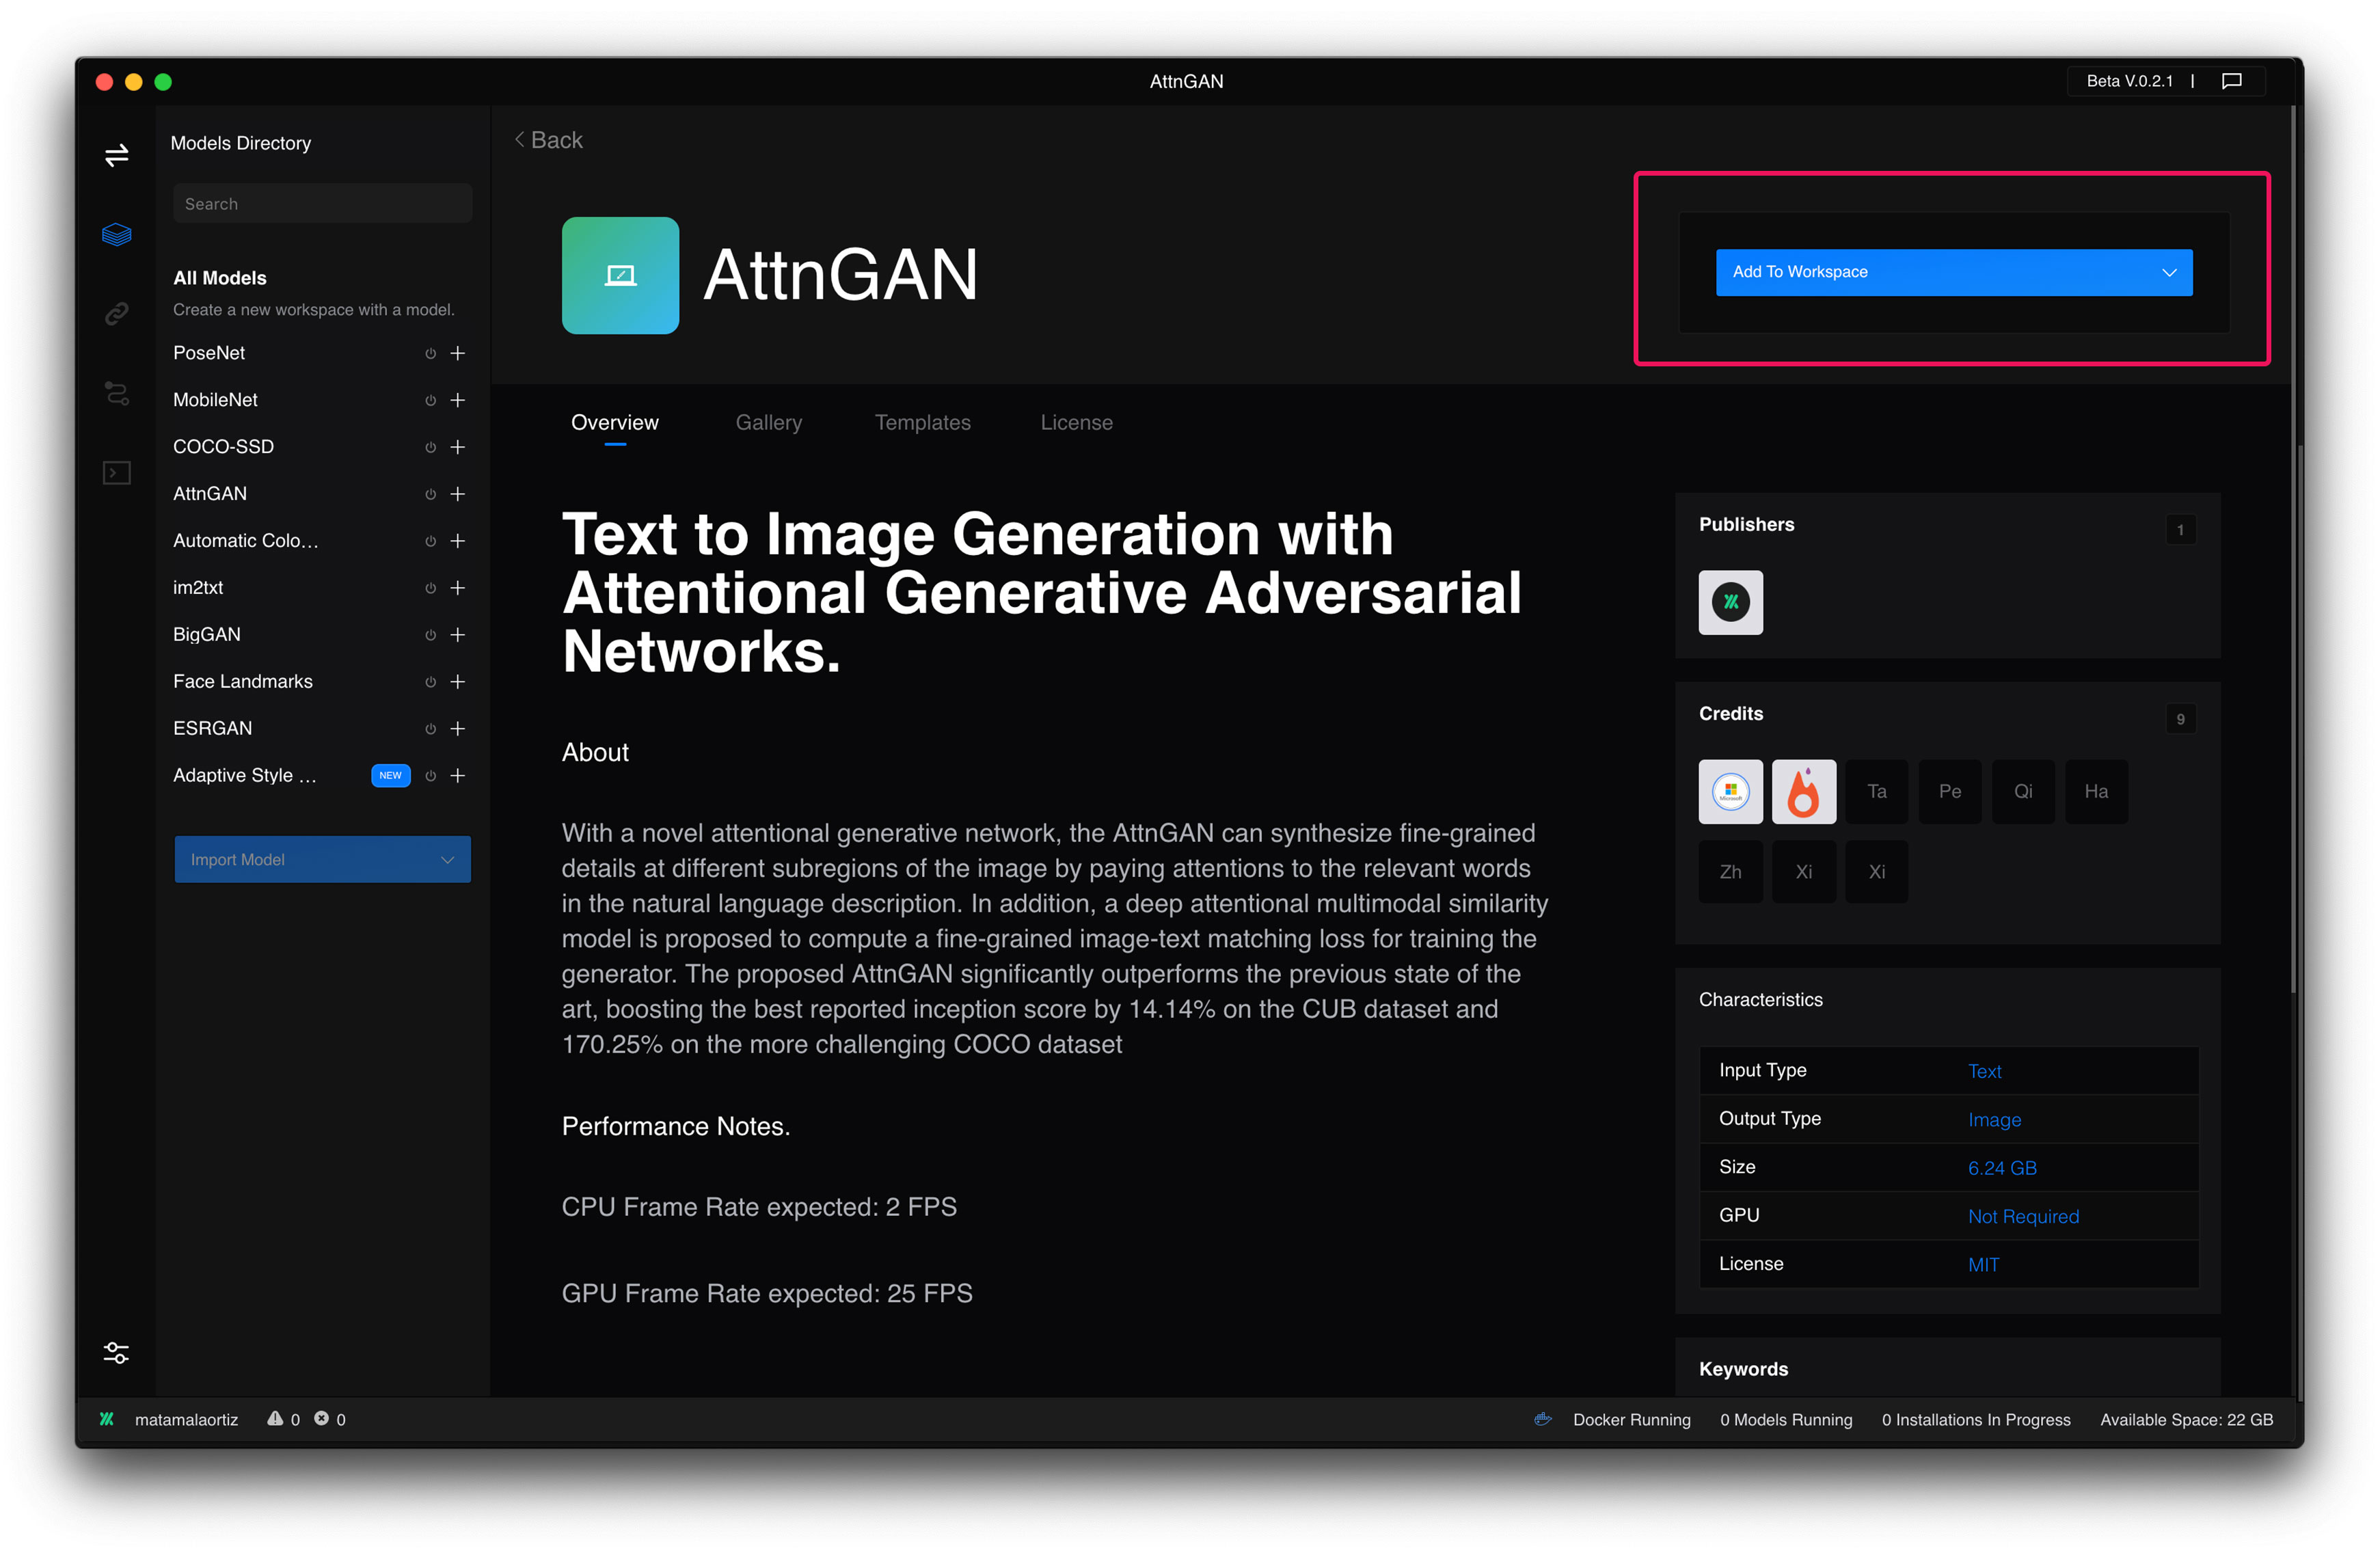 AttnGAN
Beta V.0.2.1 |
Models Directory
Search
All Models
Create a new workspace with a model.
PoseNet
MobileNet
COCO-SSD
AttnGAN
Automatic Colo...
im2txt
BigGAN
Face Landmarks
ESRGAN
Adaptive Style ... NEW
Import Model
Back
AttnGAN
Add To Workspace
Overview Gallery Templates License
Text to Image Generation with
Attentional Generative Adversarial
Networks.
About
With a novel attentional generative network, the AttnGAN can synthesize fine-grained
details at different subregions of the image by paying attentions to the relevant words
in the natural language description. In addition, a deep attentional multimodal similarity
model is proposed to compute a fine-grained image-text matching loss for training the
generator. The proposed AttnGAN significantly outperforms the previous state of the
art, boosting the best reported inception score by 14.14% on the CUB dataset and
170.25% on the more challenging COCO dataset
Performance Notes.
CPU Frame Rate expected: 2 FPS
GPU Frame Rate expected: 25 FPS
Publishers 1
Credits 9
Microsoft Ta Pe Qi Ha
Zh Xi Xi
Characteristics
Input Type Text
Output Type Image
Size 6.24 GB
GPU Not Required
License MIT
Keywords
matamalaortiz 0 0
Docker Running 0 Models Running 0 Installations In Progress Available Space: 22 GB